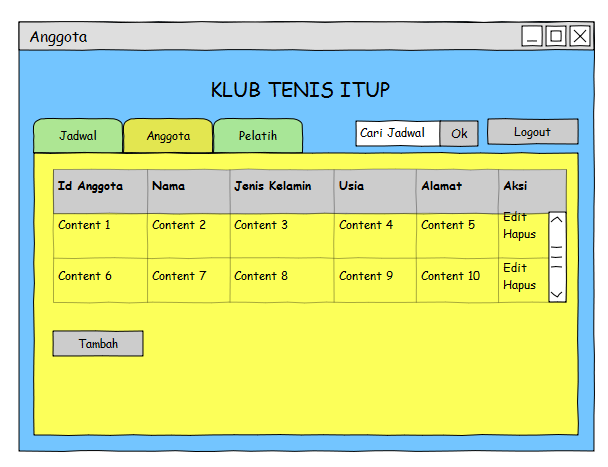 Anggota
KLUB TENIS ITUP
Jadwal Anggota Pelatih Cari Jadwal Ok Logout
Id Anggota Nama Jenis Kelamin Usia Alamat Aksi
Content 1 Content 2 Content 3 Content 4 Content 5 Edit
Hapus
Content 6 Content 7 Content 8 Content 9 Content 10 Edit
Hapus
Tambah